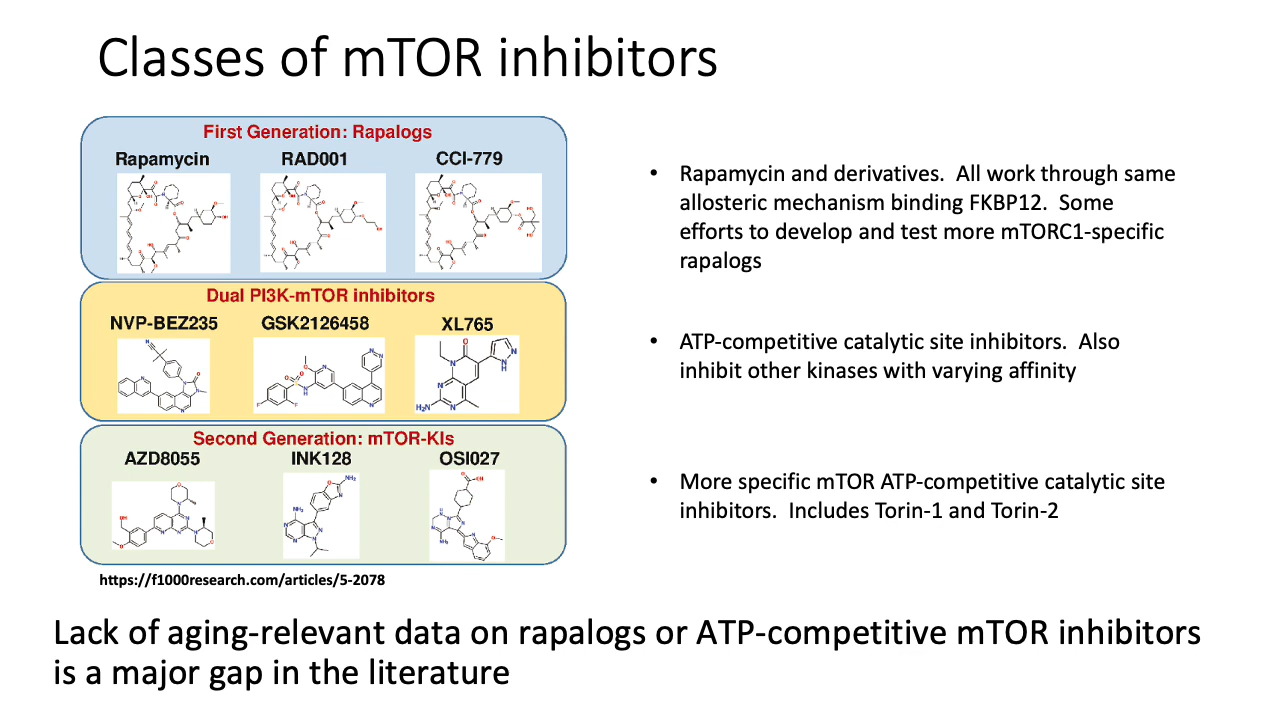 Classes of mTOR inhibitors
First Generation: Rapalogs
Rapamycin RAD001 CCI-779
Dual PI3K-mTOR inhibitors
NVP-BEZ235 GSK2126458 XL765
Second Generation: mTOR-KIs
AZD8055 INK128 OSI027
https://f1000research.com/articles/5-2078
• Rapamycin and derivatives. All work through same
allosteric mechanism binding FKBP12. Some
efforts to develop and test more mTORC1-specific
rapalogs
• ATP-competitive catalytic site inhibitors. Also
inhibit other kinases with varying affinity
• More specific mTOR ATP-competitive catalytic site
inhibitors. Includes Torin-1 and Torin-2
Lack of aging-relevant data on rapalogs or ATP-competitive mTOR inhibitors
is a major gap in the literature